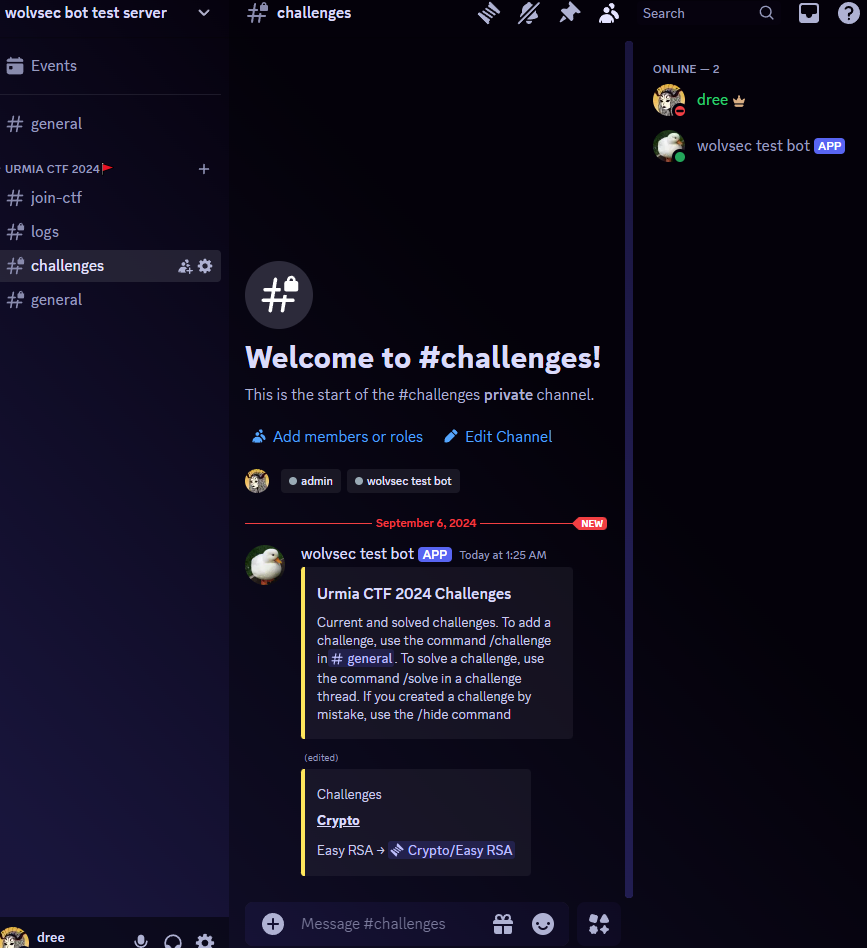 wolvsec bot test server
Events
general
URMIA CTF 2024🚩
join-ctf
logs
challenges
general
dree
challenges
Search
Welcome to #challenges!
This is the start of the #challenges private channel.
Add members or roles
Edit Channel
admin
wolvsec test bot
September 6, 2024
NEW
wolvsec test bot APP Today at 1:25 AM
Urmia CTF 2024 Challenges
Current and solved challenges. To add a
challenge, use the command /challenge
in # general. To solve a challenge, use
the command /solve in a challenge
thread. If you created a challenge by
mistake, use the /hide command
(edited)
Challenges
Crypto
Easy RSA → Crypto/Easy RSA
Message #challenges
ONLINE — 2
dree
wolvsec test bot APP